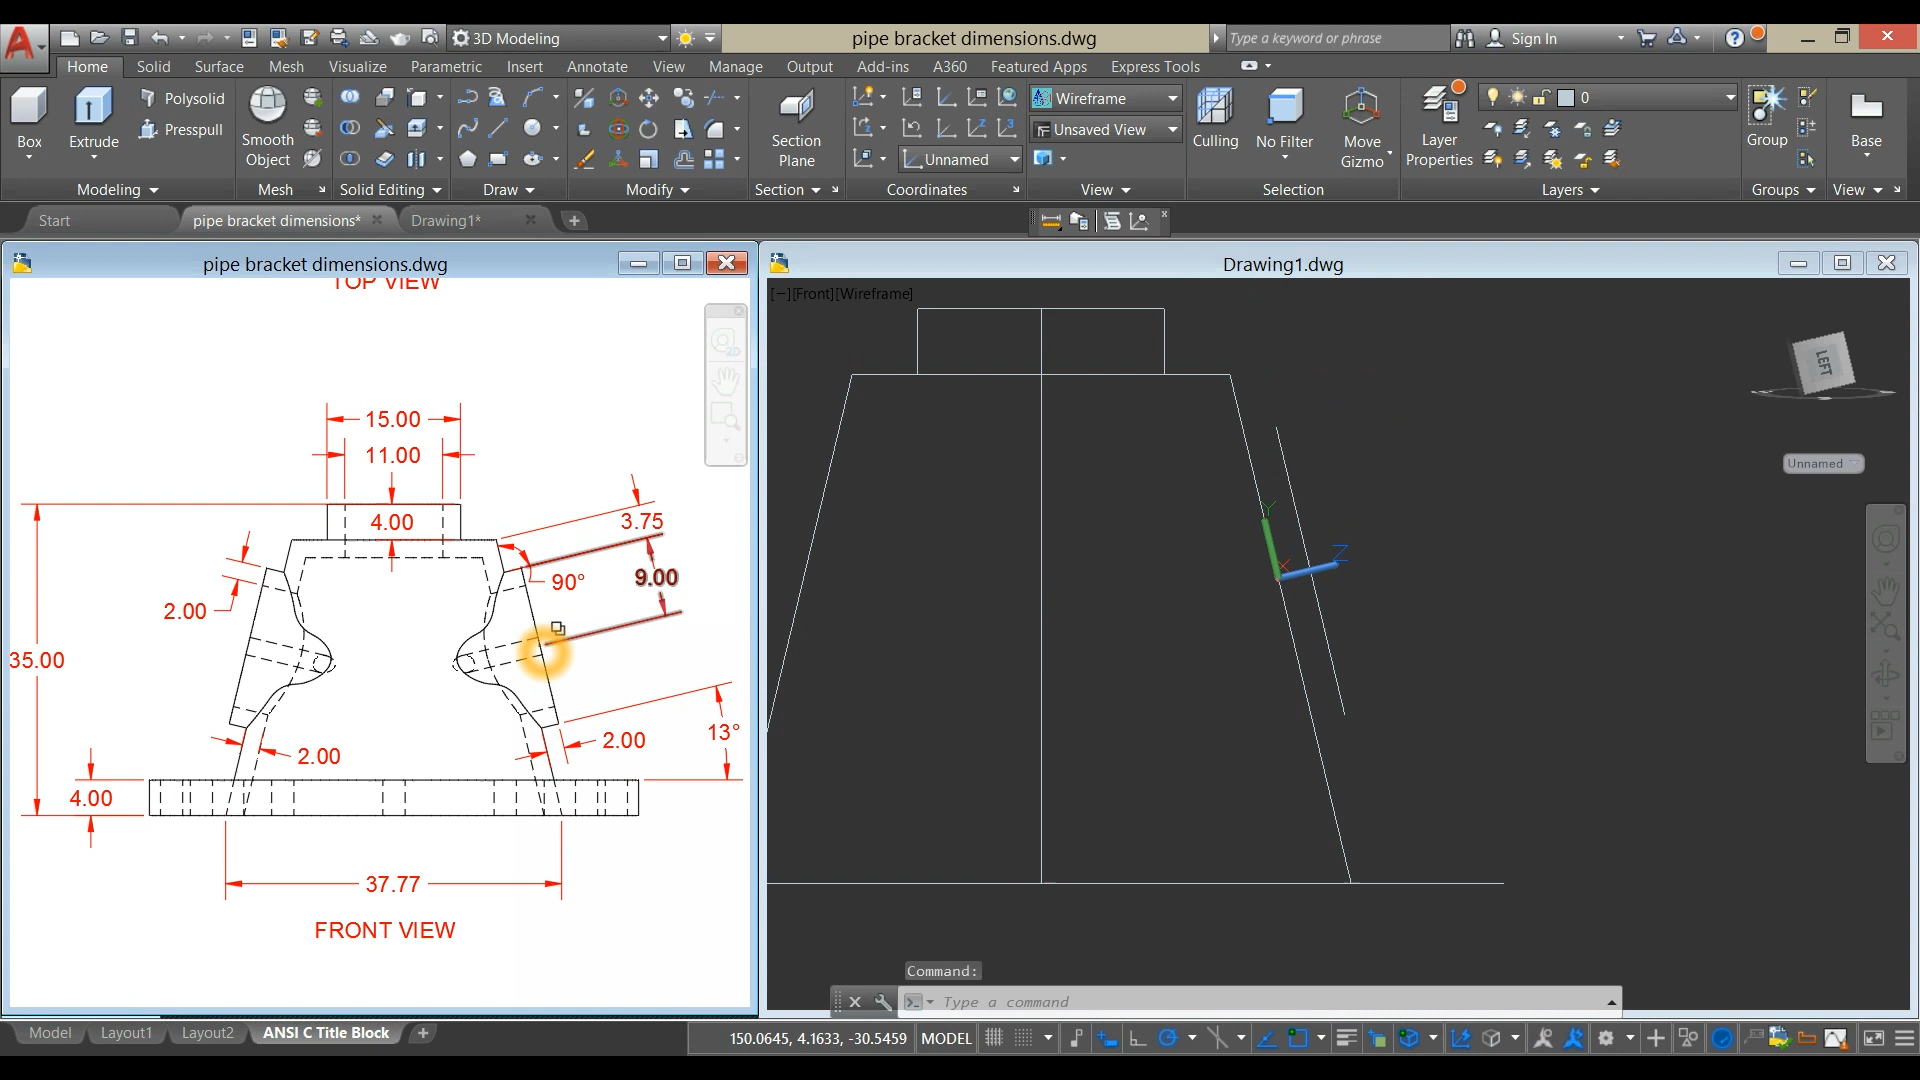 3D Modeling
pipe bracket dimensions.dwg
Type a keyword or phrase
Sign In
Home Solid Surface Mesh Visualize Parametric Insert Annotate View Manage Output Add-ins A360 Featured Apps Express Tools
Box
Extrude
Polysolid
Presspull
Smooth
Object
Section
Plane
Unnamed
Wireframe
Unsaved View
Culling
No Filter
Move
Gizmo
Layer
Properties
0
Group
Base
Modeling Mesh Solid Editing Draw Modify Section Coordinates View Selection Layers Groups View
Start pipe bracket dimensions* Drawing1*
pipe bracket dimensions.dwg
TOP VIEW
15.00
11.00
4.00
3.75
90°
9.00
2.00
35.00
13°
2.00
2.00
4.00
37.77
FRONT VIEW
Drawing1.dwg
[−][Front][Wireframe]
LEFT
Unnamed
Y
X
Z
Command:
Type a command
Model Layout1 Layout2 ANSI C Title Block
150.0645, 4.1633, -30.5459 MODEL